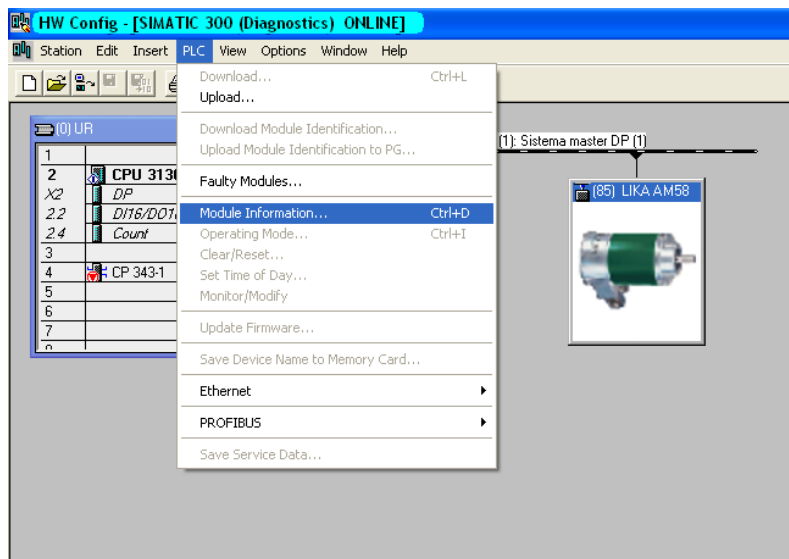 HW Config - [SIMATIC 300 (Diagnostics) ONLINE]
Station Edit Insert PLC View Options Window Help
Download... Ctrl+L
Upload...
Download Module Identification...
Upload Module Identification to PG...
Faulty Modules...
Module Information... Ctrl+D
Operating Mode... Ctrl+I
Clear/Reset...
Set Time of Day...
Monitor/Modify
Update Firmware...
Save Device Name to Memory Card...
Ethernet
PROFIBUS
Save Service Data...
(0) UR
1
2 CPU 313
X2 DP
2.2 DI16/DO1
2.4 Count
3
4 CP 343-1
5
6
7
(1): Sistema master DP (1)
(85) LIKA AM58